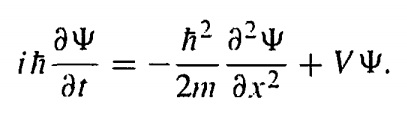 iħ ∂Ψ/∂t = − ħ²/2m ∂²Ψ/∂x² + VΨ.